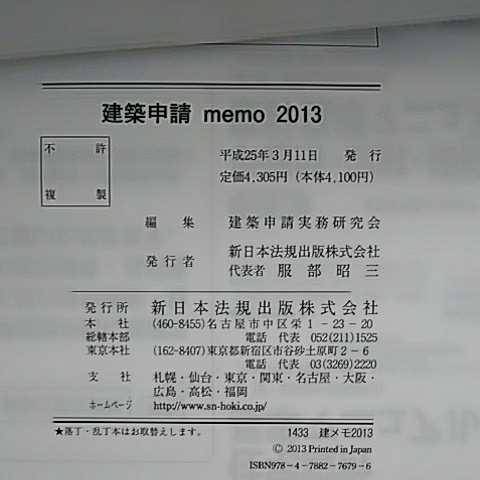 建築申請 memo 2013
不許
複製
平成25年3月11日 発行
定価4,305円（本体4,100円）
編集 建築申請実務研究会
発行者 新日本法規出版株式会社
代表者 服部昭三
発行所 新日本法規出版株式会社
本社 (460-8455)名古屋市中区栄1-23-20
総轄本部 電話 代表 052(211)1525
東京本社 (162-8407)東京都新宿区市谷砂土原町2-6
電話 代表 03(3269)2220
支社 札幌・仙台・東京・関東・名古屋・大阪・
広島・高松・福岡
ホームページ http://www.sn-hoki.co.jp/
★落丁・乱丁本はお取替えします。 1433 建メモ2013
© 2013 Printed in Japan
ISBN978-4-7882-7679-6